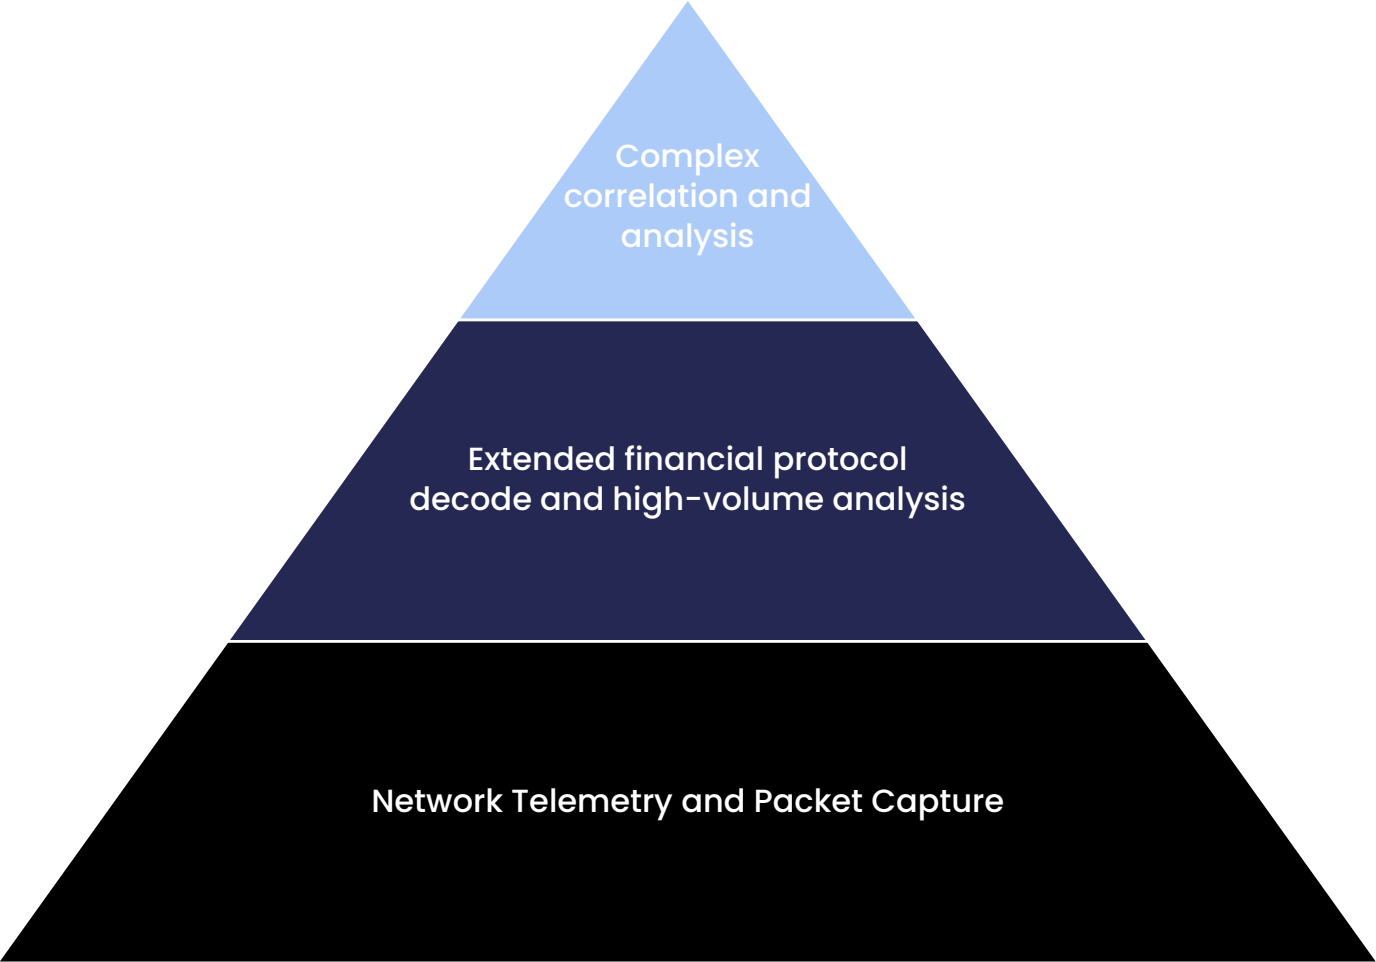 Complex
correlation and
analysis
Extended financial protocol
decode and high-volume analysis
Network Telemetry and Packet Capture